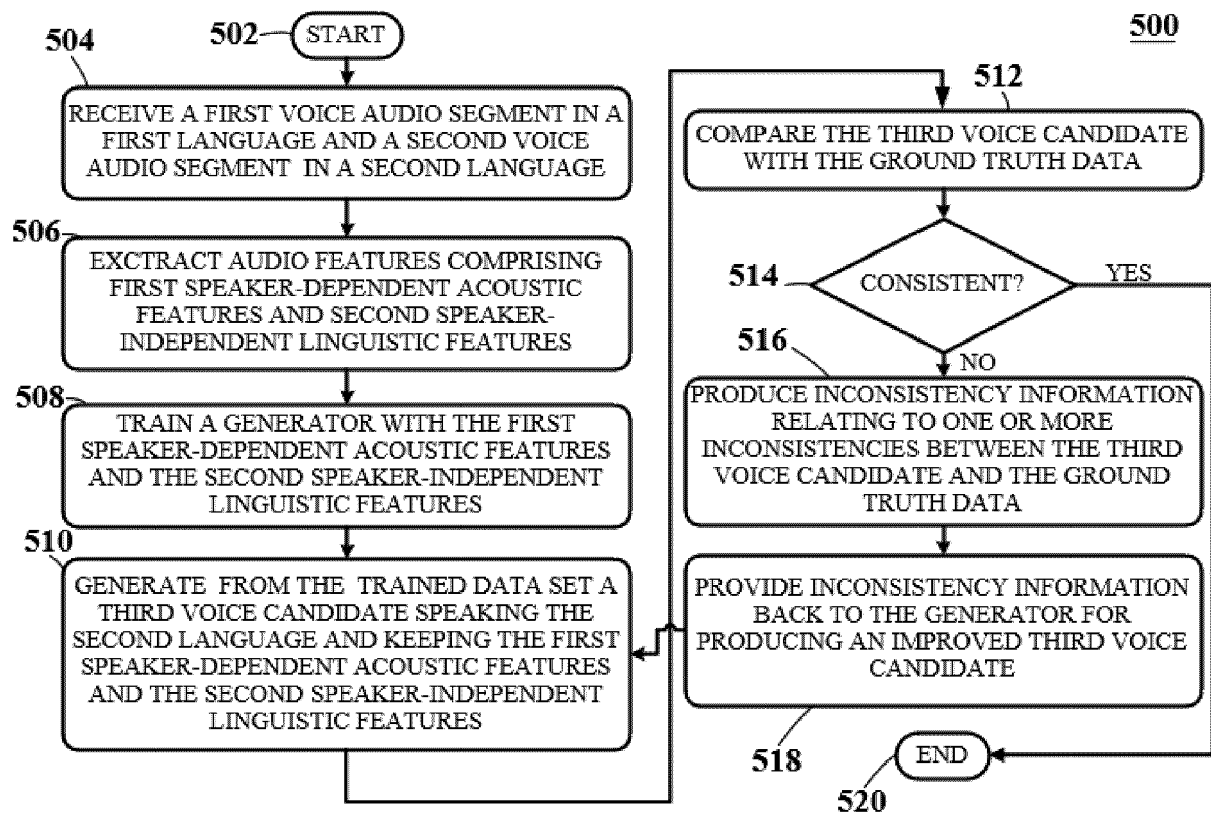 500
502
START
504
RECEIVE A FIRST VOICE AUDIO SEGMENT IN A
FIRST LANGUAGE AND A SECOND VOICE
AUDIO SEGMENT IN A SECOND LANGUAGE
506
EXCTRACT AUDIO FEATURES COMPRISING
FIRST SPEAKER-DEPENDENT ACOUSTIC
FEATURES AND SECOND SPEAKER-
INDEPENDENT LINGUISTIC FEATURES
508
TRAIN A GENERATOR WITH THE FIRST
SPEAKER-DEPENDENT ACOUSTIC FEATURES
AND THE SECOND SPEAKER-INDEPENDENT
LINGUISTIC FEATURES
510
GENERATE FROM THE TRAINED DATA SET A
THIRD VOICE CANDIDATE SPEAKING THE
SECOND LANGUAGE AND KEEPING THE FIRST
SPEAKER-DEPENDENT ACOUSTIC FEATURES
AND THE SECOND SPEAKER-INDEPENDENT
LINGUISTIC FEATURES
512
COMPARE THE THIRD VOICE CANDIDATE
WITH THE GROUND TRUTH DATA
514
CONSISTENT?
YES
NO
516
PRODUCE INCONSISTENCY INFORMATION
RELATING TO ONE OR MORE
INCONSISTENCIES BETWEEN THE THIRD
VOICE CANDIDATE AND THE GROUND
TRUTH DATA
PROVIDE INCONSISTENCY INFORMATION
BACK TO THE GENERATOR FOR
PRODUCING AN IMPROVED THIRD VOICE
CANDIDATE
518
END
520